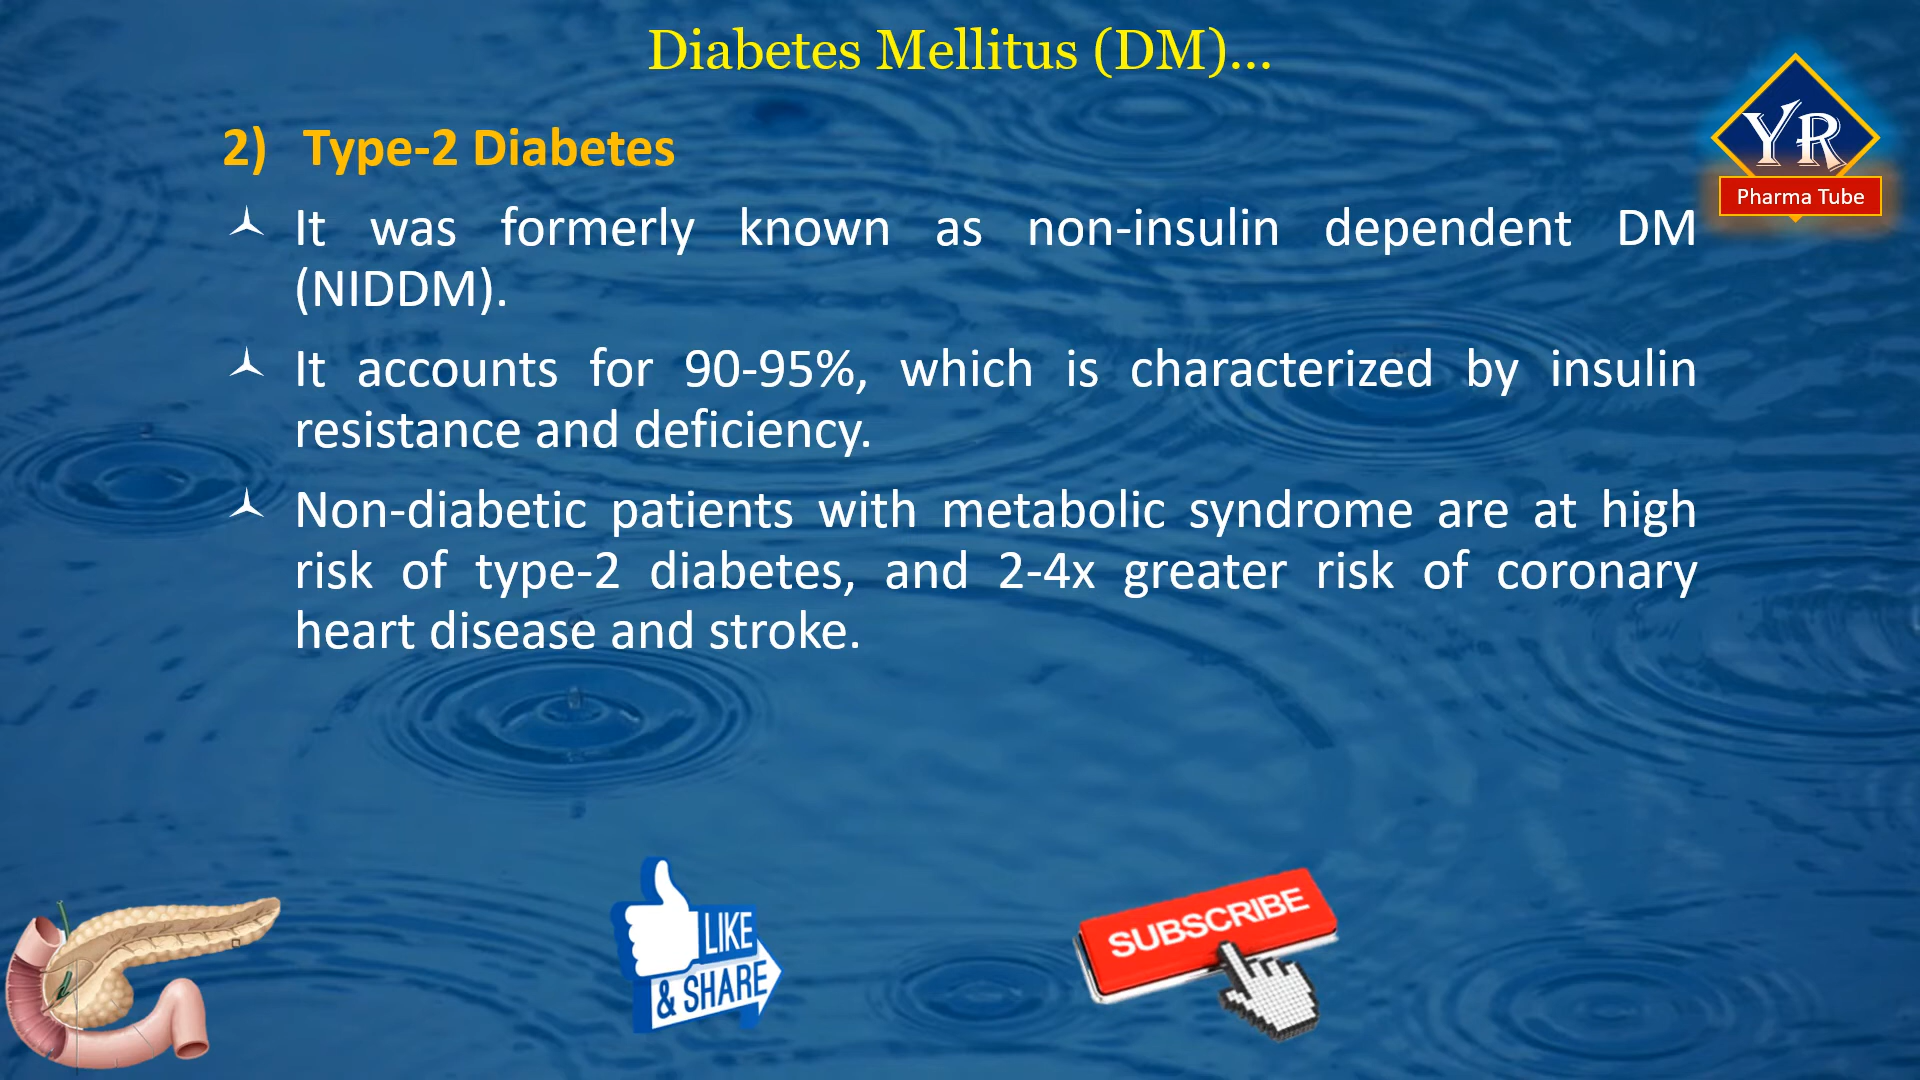 Diabetes Mellitus (DM)...
YR
Pharma Tube
2) Type-2 Diabetes
It was formerly known as non-insulin dependent DM
(NIDDM).
It accounts for 90-95%, which is characterized by insulin
resistance and deficiency.
Non-diabetic patients with metabolic syndrome are at high
risk of type-2 diabetes, and 2-4x greater risk of coronary
heart disease and stroke.
LIKE
& SHARE
SUBSCRIBE